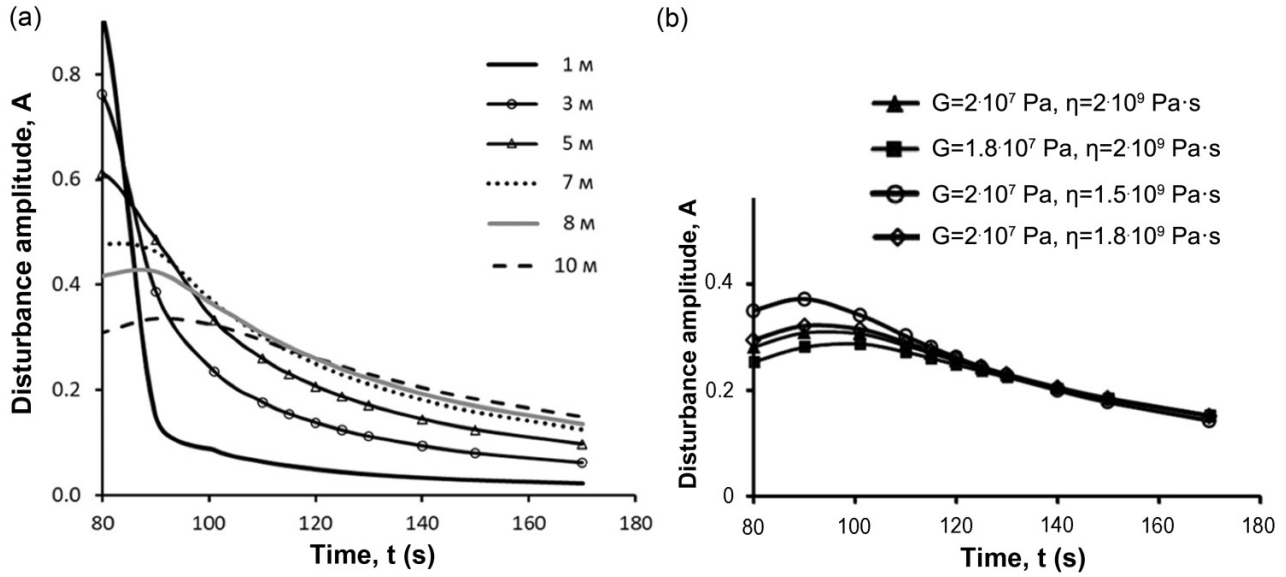 (a)
Disturbance amplitude, A
0.8
0.6
0.4
0.2
0.0
80 100 120 140 160 180
Time, t (s)
1 м
3 м
5 м
7 м
8 м
10 м
(b)
G=2·10⁷ Pa, η=2·10⁹ Pa·s
G=1.8·10⁷ Pa, η=2·10⁹ Pa·s
G=2·10⁷ Pa, η=1.5·10⁹ Pa·s
G=2·10⁷ Pa, η=1.8·10⁹ Pa·s
Disturbance amplitude, A
0.4
0.2
0
80 100 120 140 160 180
Time, t (s)